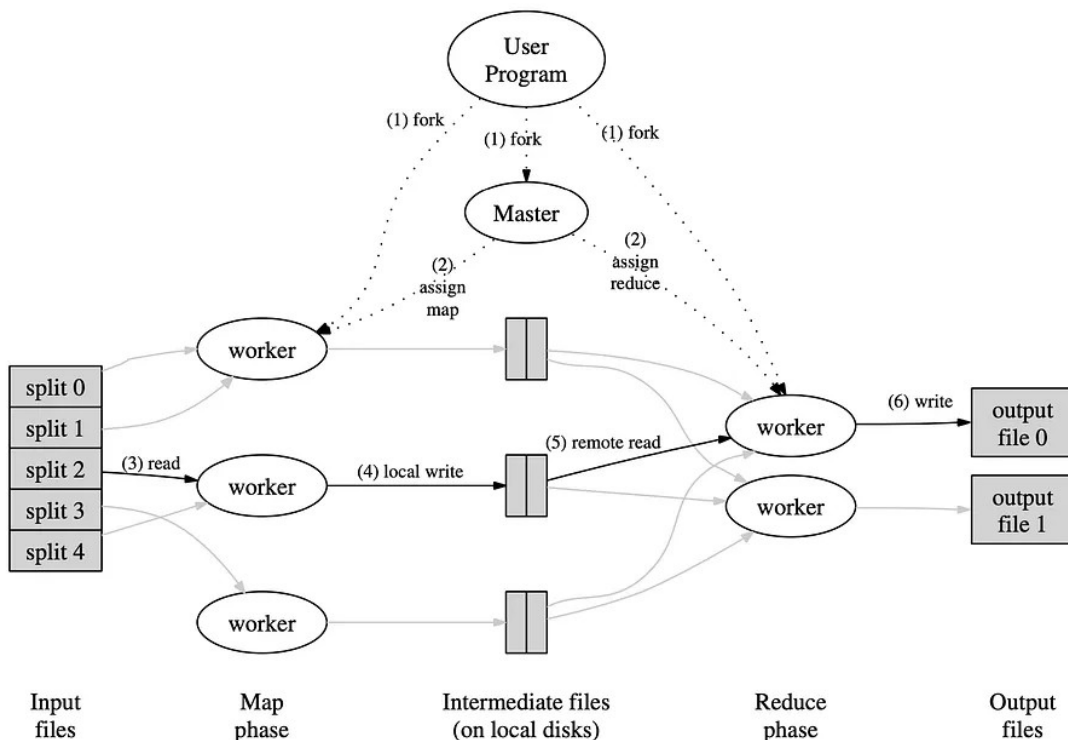 User
Program
(1) fork
(1) fork
(1) fork
Master
(2)
assign
map
(2)
assign
reduce
worker
split 0
split 1
split 2
split 3
split 4
(3) read
worker
(4) local write
(5) remote read
worker
(6) write
output
file 0
worker
output
file 1
worker
Input
files
Map
phase
Intermediate files
(on local disks)
Reduce
phase
Output
files